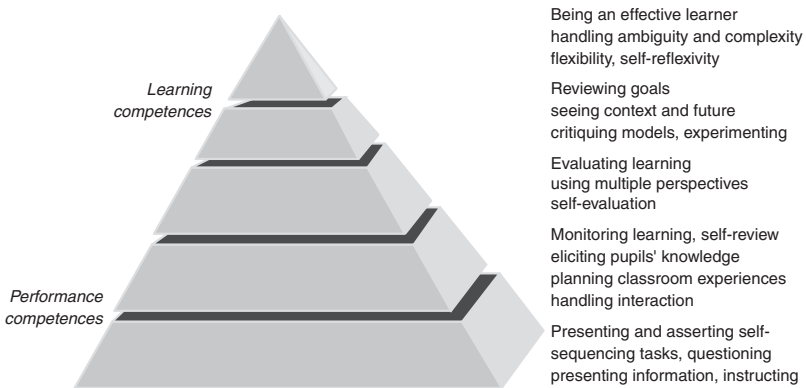 Learning
competences
Performance
competences
Being an effective learner
handling ambiguity and complexity
flexibility, self-reflexivity
Reviewing goals
seeing context and future
critiquing models, experimenting
Evaluating learning
using multiple perspectives
self-evaluation
Monitoring learning, self-review
eliciting pupils' knowledge
planning classroom experiences
handling interaction
Presenting and asserting self-
sequencing tasks, questioning
presenting information, instructing